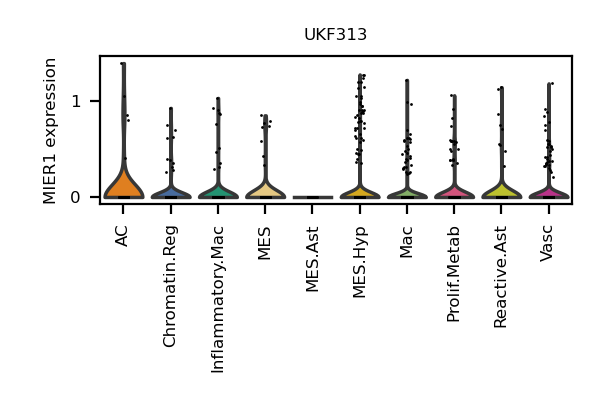 UKF313
MIER1 expression
1
0
AC
Chromatin.Reg
Inflammatory.Mac
MES
MES.Ast
MES.Hyp
Mac
Prolif.Metab
Reactive.Ast
Vasc